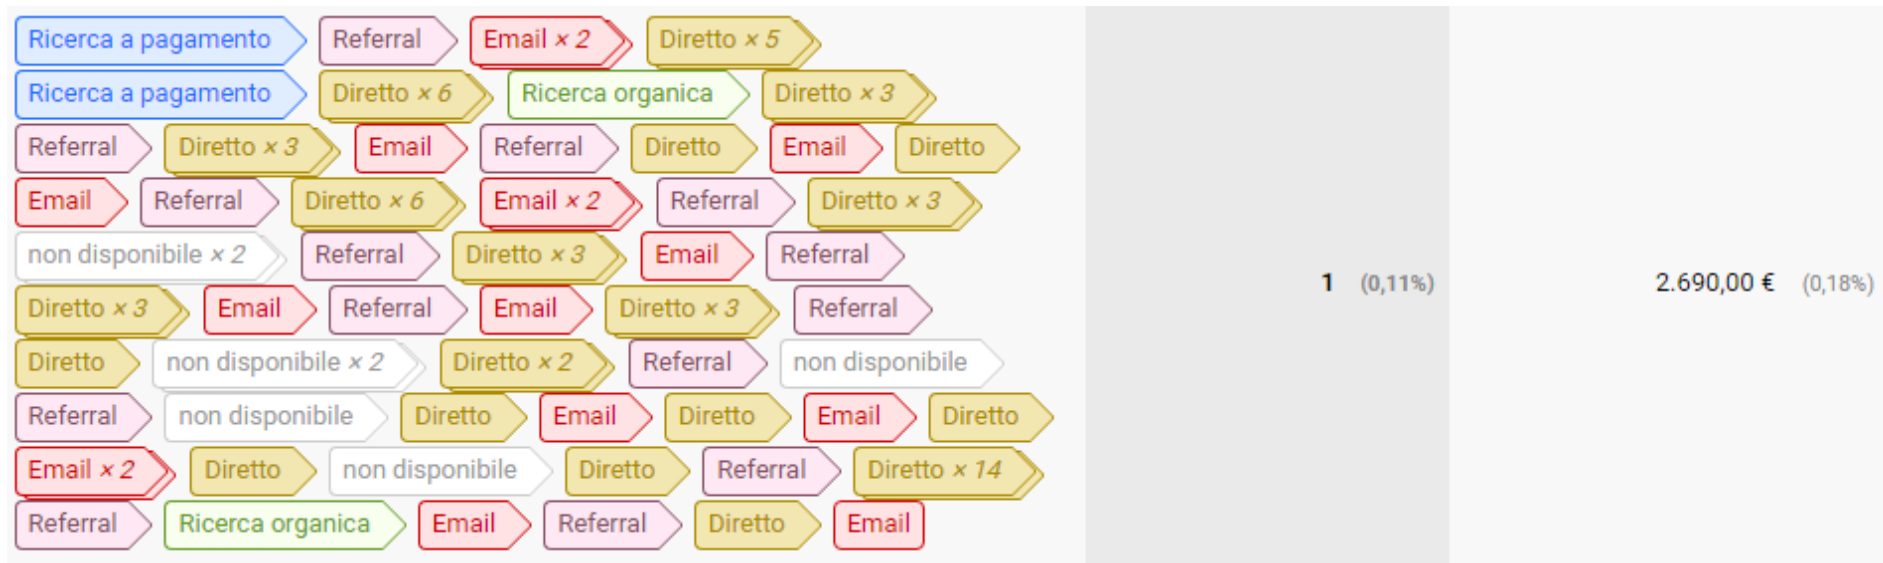 Ricerca a pagamento Referral Email × 2 Diretto × 5
Ricerca a pagamento Diretto × 6 Ricerca organica Diretto × 3
Referral Diretto × 3 Email Referral Diretto Email Diretto
Email Referral Diretto × 6 Email × 2 Referral Diretto × 3
non disponibile × 2 Referral Diretto × 3 Email Referral
Diretto × 3 Email Referral Email Diretto × 3 Referral
Diretto non disponibile × 2 Diretto × 2 Referral non disponibile
Referral non disponibile Diretto Email Diretto Email Diretto
Email × 2 Diretto non disponibile Diretto Referral Diretto × 14
Referral Ricerca organica Email Referral Diretto Email
1 (0,11%)
2.690,00 € (0,18%)